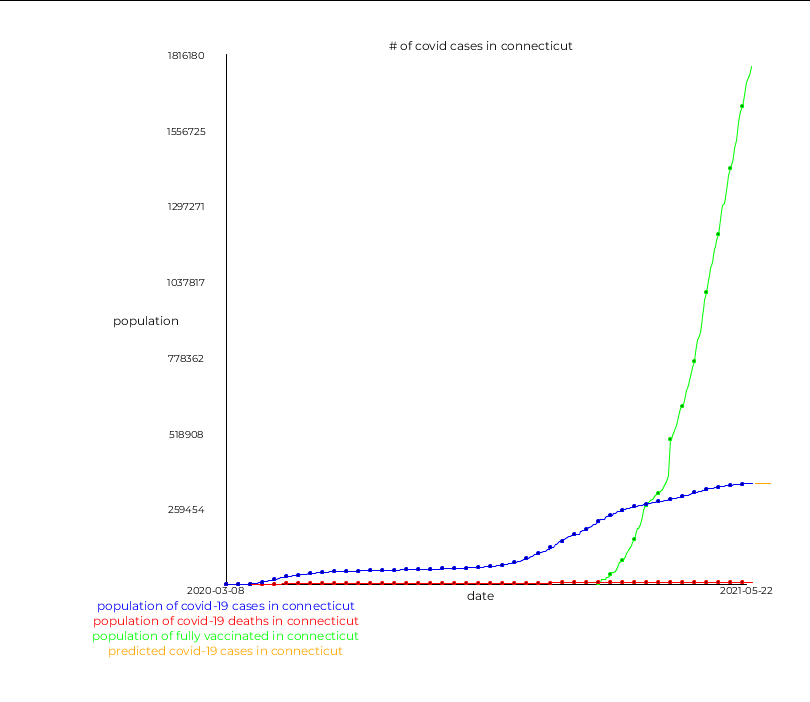 # of covid cases in connecticut
1816180
1556725
1297271
1037817
population
778362
518908
259454
2020-03-08
date
2021-05-22
population of covid-19 cases in connecticut
population of covid-19 deaths in connecticut
population of fully vaccinated in connecticut
predicted covid-19 cases in connecticut